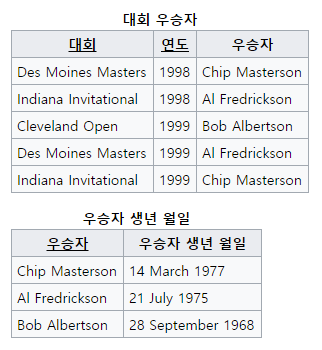 대회 우승자
대회 연도 우승자
Des Moines Masters 1998 Chip Masterson
Indiana Invitational 1998 Al Fredrickson
Cleveland Open 1999 Bob Albertson
Des Moines Masters 1999 Al Fredrickson
Indiana Invitational 1999 Chip Masterson
우승자 생년 월일
우승자 우승자 생년 월일
Chip Masterson 14 March 1977
Al Fredrickson 21 July 1975
Bob Albertson 28 September 1968